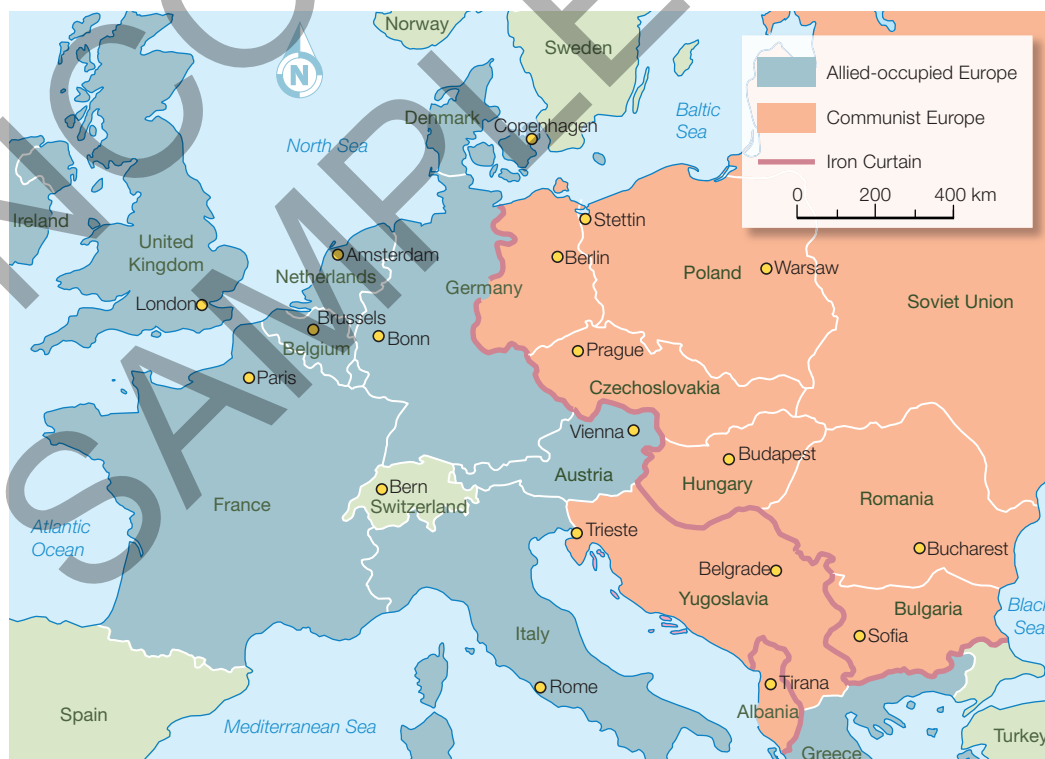 Norway
Sweden
N
Allied-occupied Europe
Communist Europe
Iron Curtain
0 200 400 km
Baltic
Sea
North Sea
Denmark
Copenhagen
Ireland
United
Kingdom
London
Amsterdam
Netherlands
Brussels
Belgium
Bonn
Germany
Stettin
Berlin
Poland
Warsaw
Soviet Union
Paris
Prague
Czechoslovakia
Vienna
Austria
Budapest
Hungary
France
Bern
Switzerland
Romania
Atlantic
Ocean
Trieste
Bucharest
Belgrade
Yugoslavia
Bulgaria
Black
Sea
Sofia
Italy
Rome
Tirana
Albania
Spain
Mediterranean Sea
Greece
Turkey
UNCO
SAMPLE